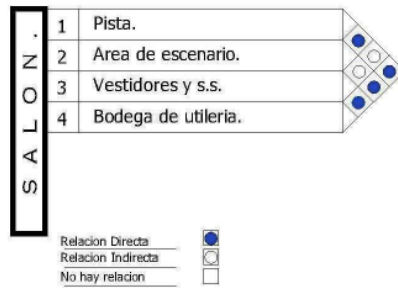 SALON.
1 Pista.
2 Area de escenario.
3 Vestidores y s.s.
4 Bodega de utileria.
Relacion Directa
Relacion Indirecta
No hay relacion